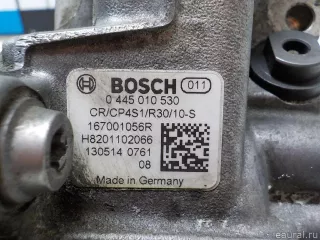 BOSCH 011
0 445 010 530
CR/CP4S1/R30/10-S
167001056R
H8201102066
130514 0761
08
Made in Germany
esural.ru